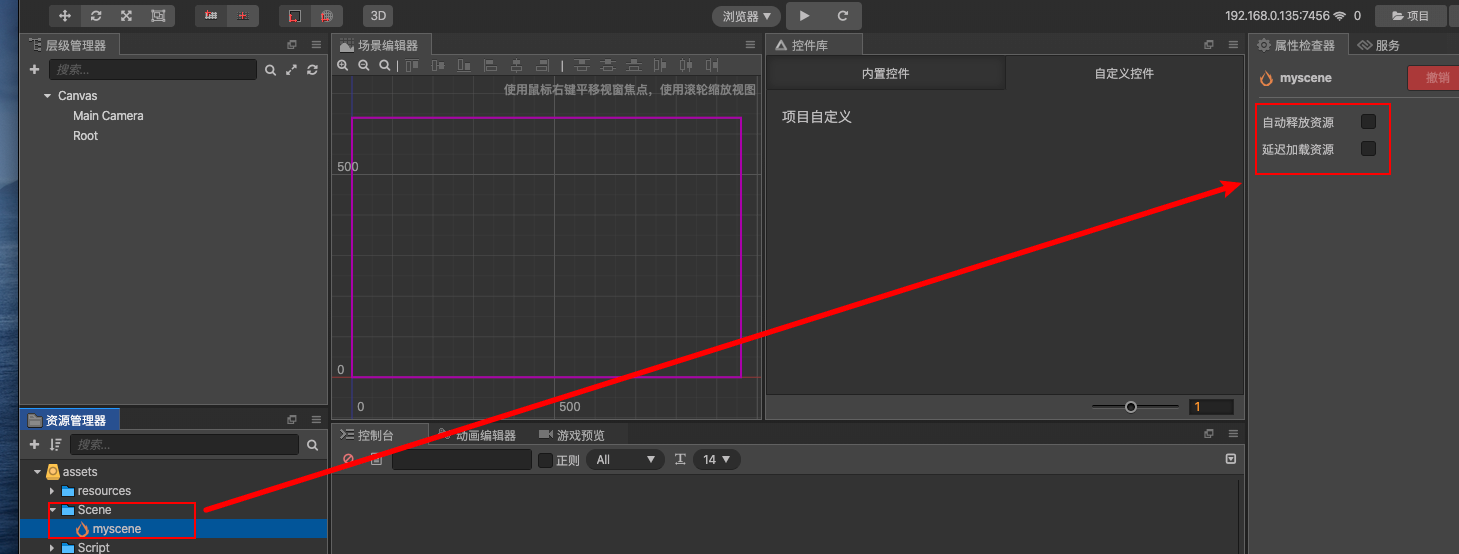 3D
浏览器
192.168.0.135:7456
0
项目
层级管理器
搜索...
Canvas
Main Camera
Root
场景编辑器
使用鼠标右键平移视窗焦点，使用滚轮缩放视图
500
0
0
500
控件库
内置控件
自定义控件
项目自定义
1
属性检查器
服务
myscene
撤销
自动释放资源
延迟加载资源
资源管理器
搜索...
assets
resources
Scene
myscene
Script
控制台
动画编辑器
游戏预览
正则
All
14